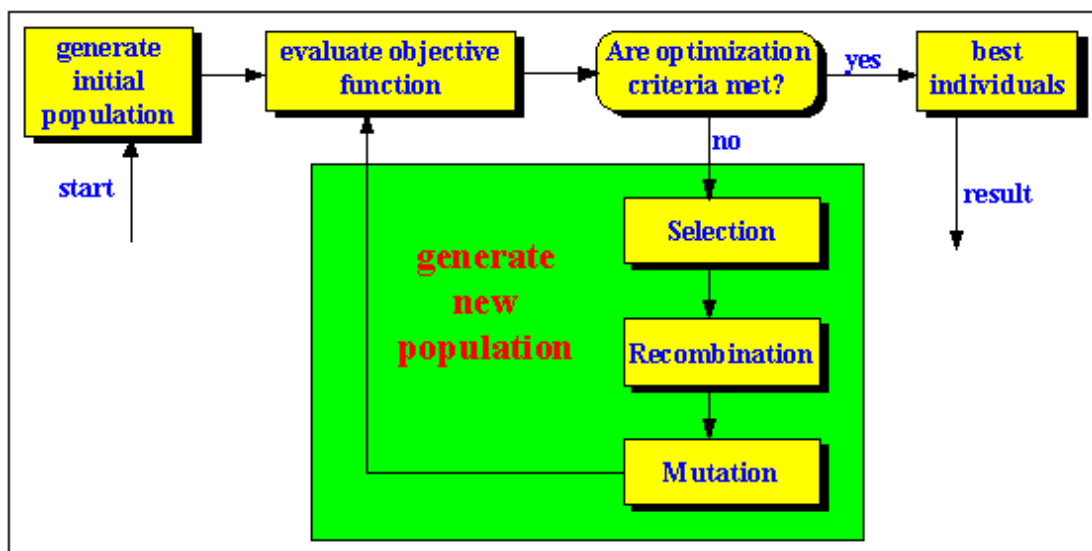 generate
initial
population
evaluate objective
function
Are optimization
criteria met?
yes
best
individuals
start
no
result
generate
new
population
Selection
Recombination
Mutation